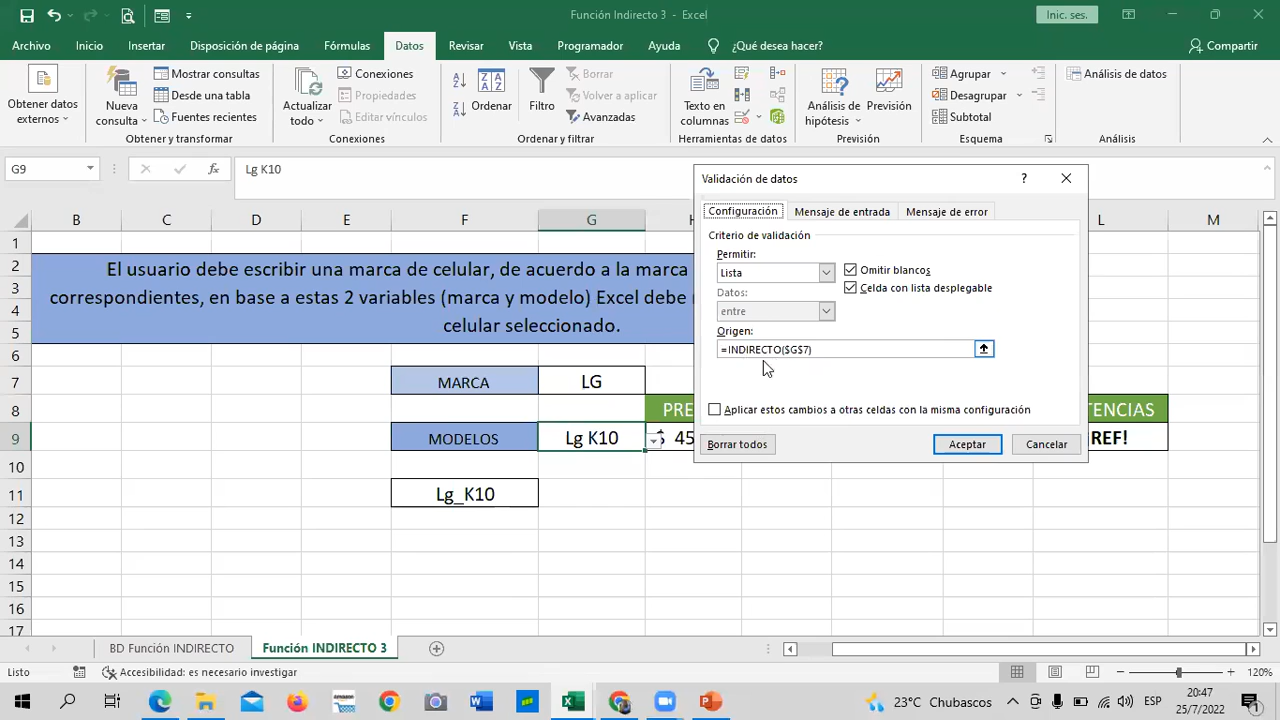 Función Indirecto 3 - Excel
Inic. ses.
Archivo Inicio Insertar Disposición de página Fórmulas Datos Revisar Vista Programador Ayuda ¿Qué desea hacer? Compartir
Obtener datos externos
Nueva consulta
Mostrar consultas
Desde una tabla
Fuentes recientes
Obtener y transformar
Actualizar todo
Conexiones
Propiedades
Editar vínculos
Conexiones
Ordenar
Filtro
Borrar
Volver a aplicar
Avanzadas
Ordenar y filtrar
Texto en columnas
Herramientas de datos
Análisis de hipótesis
Previsión
Previsión
Agrupar
Desagrupar
Subtotal
Esquema
Análisis de datos
Análisis
G9
fx
Lg K10
B C D E F G H L M
1
2
3
4
5
6
7
8
9
10
11
12
13
14
15
16
17
El usuario debe escribir una marca de celular, de acuerdo a la marca
correspondientes, en base a estas 2 variables (marca y modelo) Excel debe
celular seleccionado.
MARCA LG
PRE TENCIAS
MODELOS Lg K10 $ 45 REF!
Lg_K10
Validación de datos
?
Configuración Mensaje de entrada Mensaje de error
Criterio de validación
Permitir:
Lista
Omitir blancos
Celda con lista desplegable
Datos:
entre
Origen:
=INDIRECTO($G$7)
Aplicar estos cambios a otras celdas con la misma configuración
Borrar todos Aceptar Cancelar
BD Función INDIRECTO Función INDIRECTO 3
Listo Accesibilidad: es necesario investigar 120%
23°C Chubascos ESP 20:47
25/7/2022